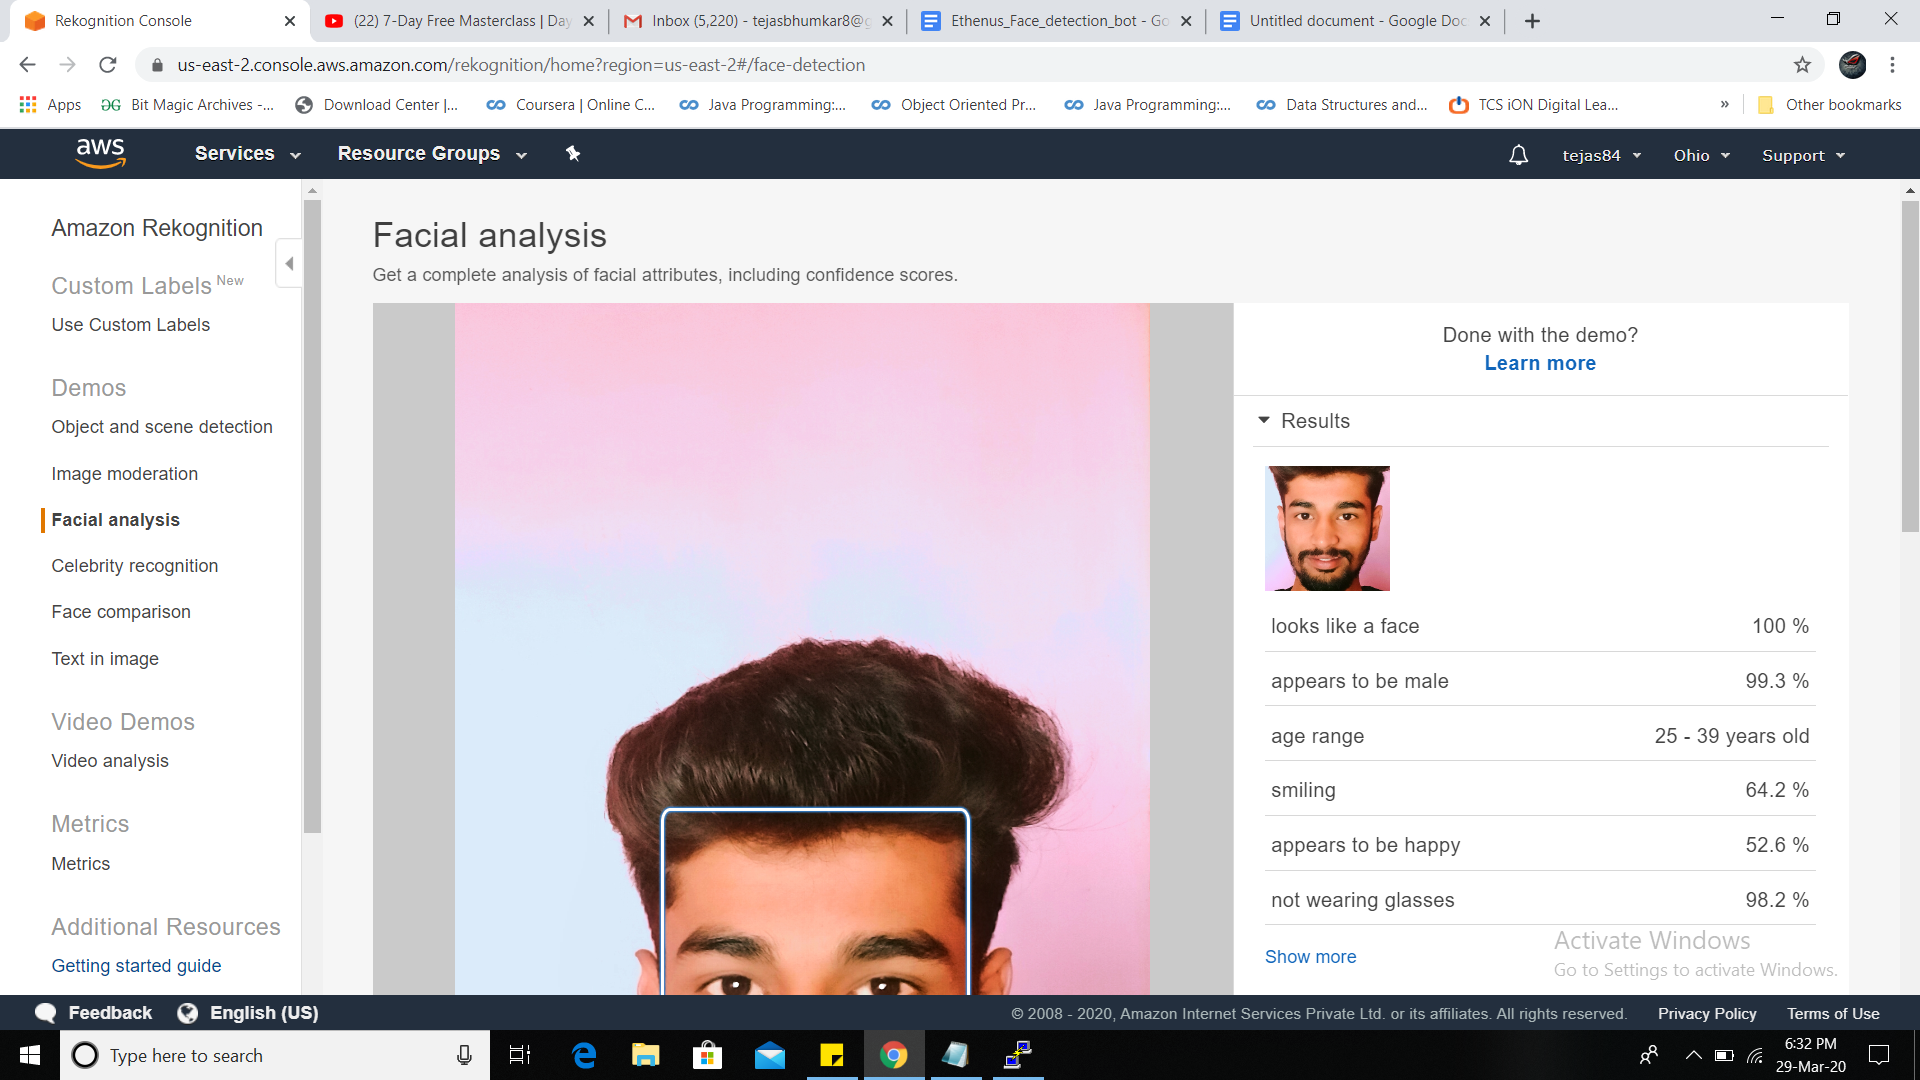 Rekognition Console
(22) 7-Day Free Masterclass | Day
Inbox (5,220) - tejasbhumkar8@g
Ethenus_Face_detection_bot - Go
Untitled document - Google Doc
us-east-2.console.aws.amazon.com/rekognition/home?region=us-east-2#/face-detection
Apps
Bit Magic Archives -...
Download Center |...
Coursera | Online C...
Java Programming:...
Object Oriented Pr...
Java Programming:...
Data Structures and...
TCS iON Digital Lea...
Other bookmarks
aws
Services
Resource Groups
tejas84
Ohio
Support
Amazon Rekognition
Custom Labels New
Use Custom Labels
Demos
Object and scene detection
Image moderation
Facial analysis
Celebrity recognition
Face comparison
Text in image
Video Demos
Video analysis
Metrics
Metrics
Additional Resources
Getting started guide
Facial analysis
Get a complete analysis of facial attributes, including confidence scores.
Done with the demo?
Learn more
Results
looks like a face 100 %
appears to be male 99.3 %
age range 25 - 39 years old
smiling 64.2 %
appears to be happy 52.6 %
not wearing glasses 98.2 %
Show more
Activate Windows
Go to Settings to activate Windows.
Feedback
English (US)
© 2008 - 2020, Amazon Internet Services Private Ltd. or its affiliates. All rights reserved.
Privacy Policy
Terms of Use
Type here to search
6:32 PM
29-Mar-20